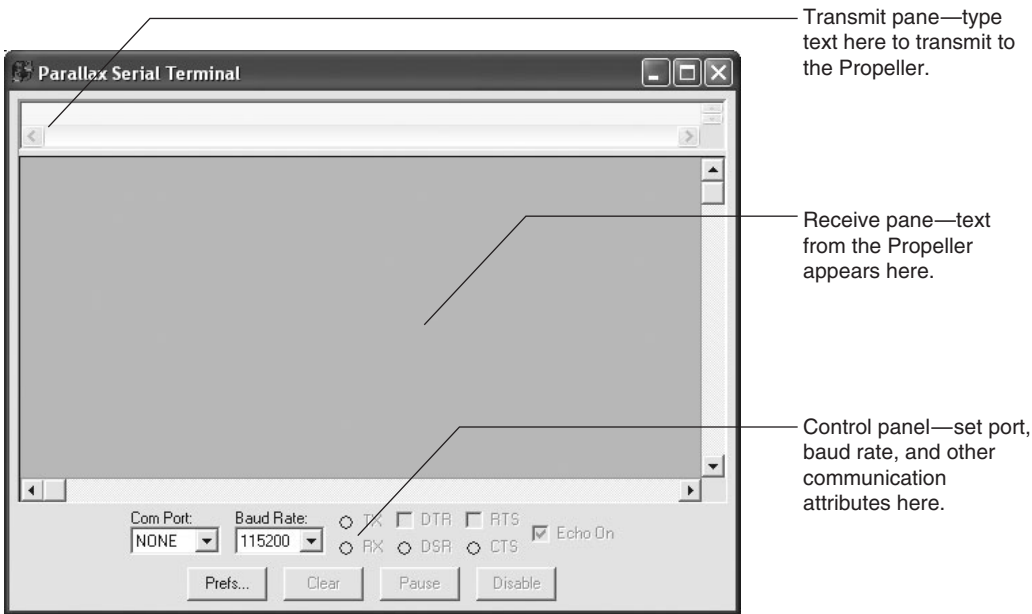 Transmit pane—type
text here to transmit to
the Propeller.
Parallax Serial Terminal
Receive pane—text
from the Propeller
appears here.
Control panel—set port,
baud rate, and other
communication
attributes here.
Com Port: Baud Rate: TX DTR RTS
NONE 115200 RX DSR CTS Echo On
Prefs... Clear Pause Disable